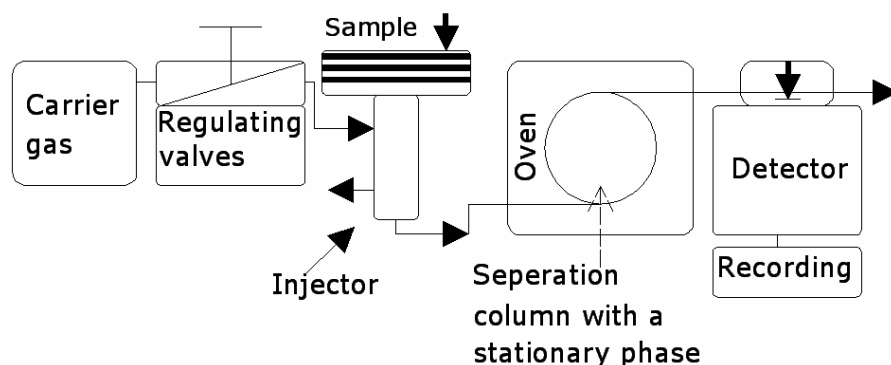 Sample
Carrier
gas
Regulating
valves
Injector
Oven
Seperation
column with a
stationary phase
Detector
Recording